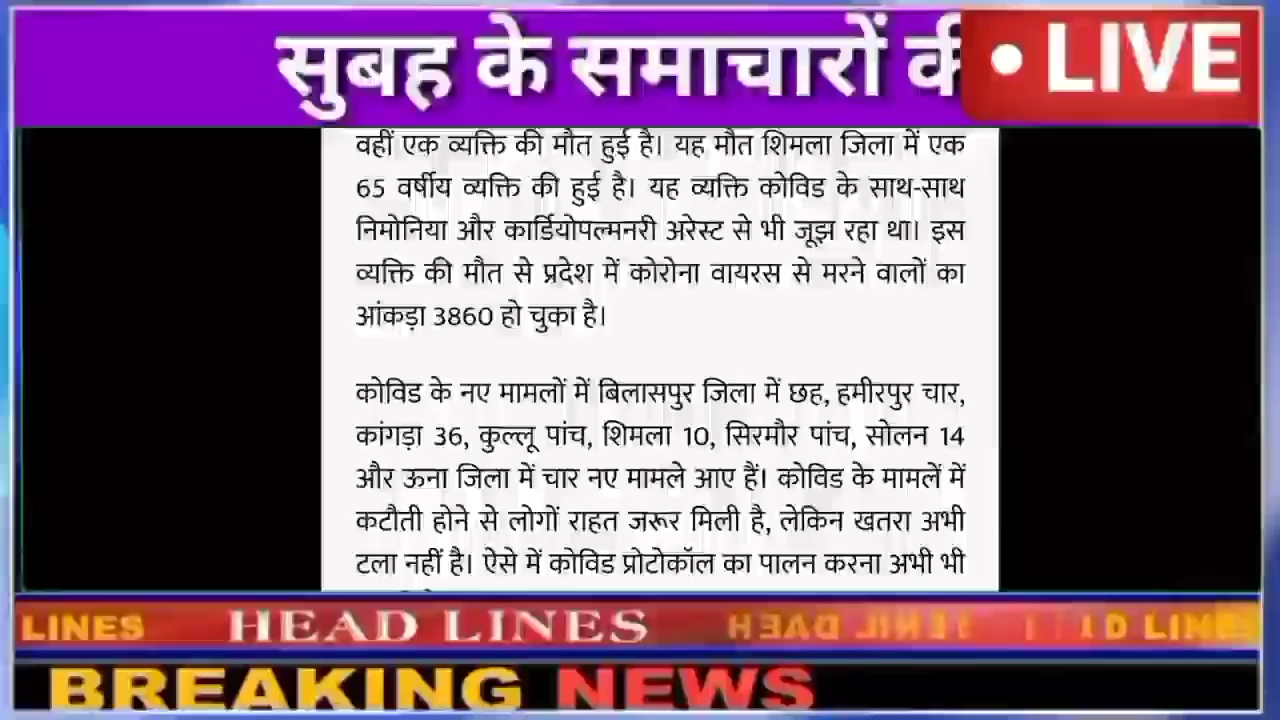 सुबह के समाचारों की
• LIVE
वहीं एक व्यक्ति की मौत हुई है। यह मौत शिमला जिला में एक
65 वर्षीय व्यक्ति की हुई है। यह व्यक्ति कोविड के साथ-साथ
निमोनिया और कार्डियोपल्मनरी अरेस्ट से भी जूझ रहा था। इस
व्यक्ति की मौत से प्रदेश में कोरोना वायरस से मरने वालों का
आंकड़ा 3860 हो चुका है।
कोविड के नए मामलों में बिलासपुर जिला में छह, हमीरपुर चार,
कांगड़ा 36, कुल्लू पांच, शिमला 10, सिरमौर पांच, सोलन 14
और ऊना जिला में चार नए मामले आए हैं। कोविड के मामलें में
कटौती होने से लोगों राहत जरूर मिली है, लेकिन खतरा अभी
टला नहीं है। ऐसे में कोविड प्रोटोकॉल का पालन करना अभी भी
LINES HEAD LINES
BREAKING NEWS